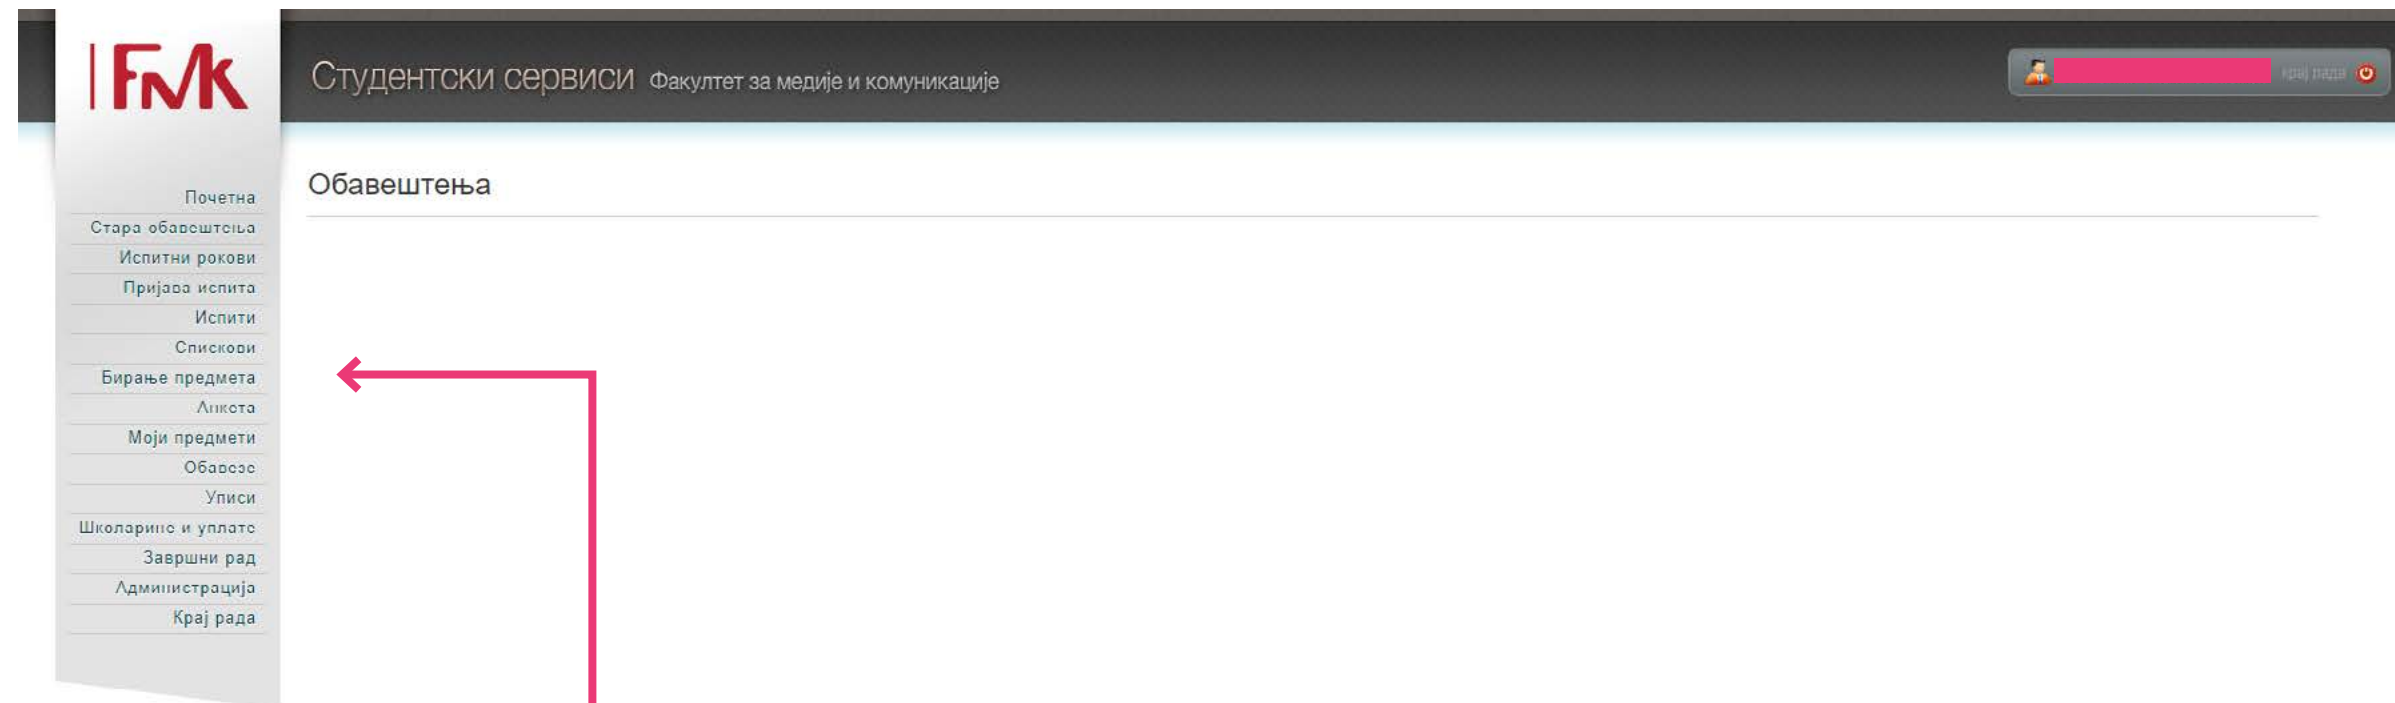 FMK
Студентски сервиси Факултет за медије и комуникације
крај рада
Обавештења
Почетна
Стара обавештења
Испитни рокови
Пријава испита
Испити
Спискови
Бирање предмета
Анкета
Моји предмети
Обавезе
Уписи
Школарине и уплате
Завршни рад
Администрација
Крај рада